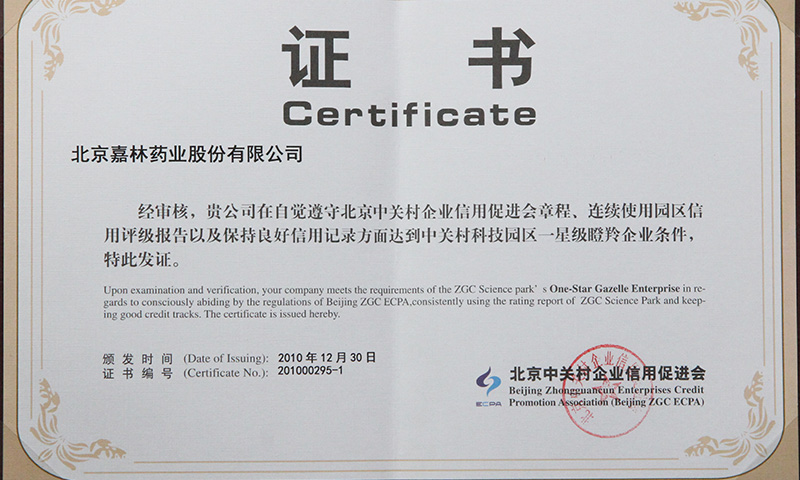 证 书
Certificate
北京嘉林药业股份有限公司
经审核，贵公司在自觉遵守北京中关村企业信用促进会章程、连续使用园区信
用评级报告以及保持良好信用记录方面达到中关村科技园区一星级瞪羚企业条件，
特此发证。
Upon examination and verification, your company meets the requirements of the ZGC Science park’ s One-Star Gazelle Enterprise in re-
gards to consciously abiding by the regulations of Beijing ZGC ECPA,consistently using the rating report of ZGC Science Park and keep-
ing good credit tracks. The certificate is issued hereby.
颁 发 时 间 (Date of Issuing): 2010 年 12 月 30 日
证 书 编 号 (Certificate No.): 201000295-1
ECPA
北京中关村企业信用促进会
Beijing Zhongguancun Enterprises Credit
Promotion Association (Beijing ZGC ECPA)